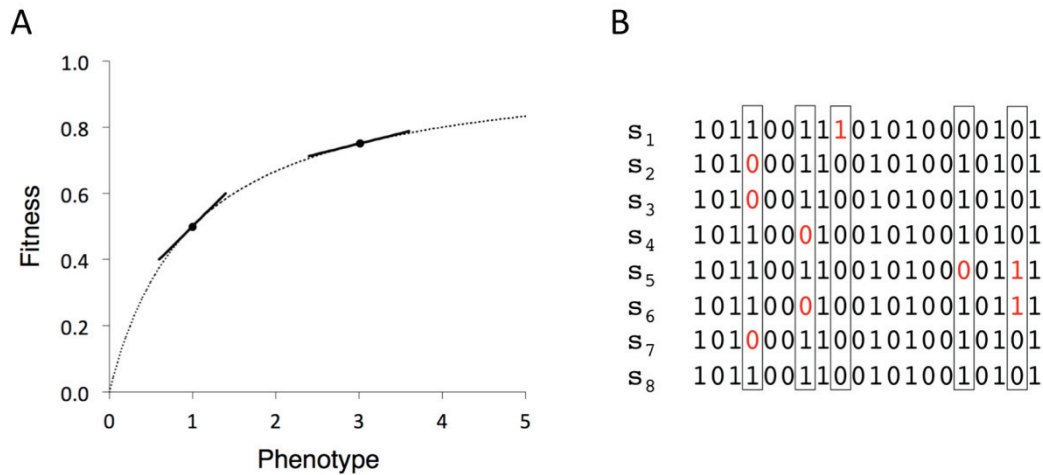 A
B
1.0
0.8
0.6
0.4
0.2
0.0
Fitness
0 1 2 3 4 5
Phenotype
s1 10110011101010000101
s2 10100011001010010101
s3 10100011001010010101
s4 10110001001010010101
s5 10110011001010000111
s6 10110001001010010111
s7 10100011001010010101
s8 10110011001010010101